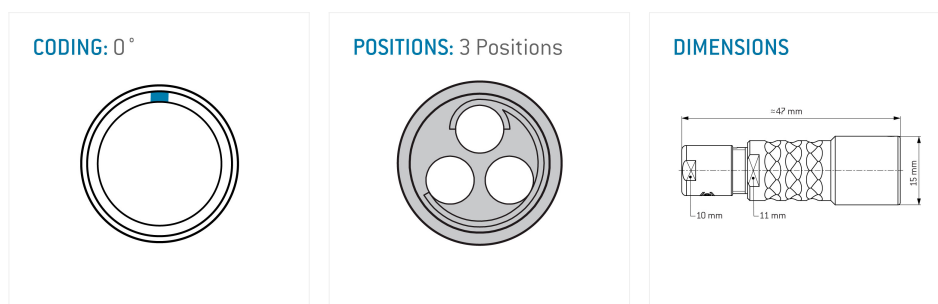 CODING: 0°
POSITIONS: 3 Positions
DIMENSIONS
≈47 mm
15 mm
10 mm
11 mm